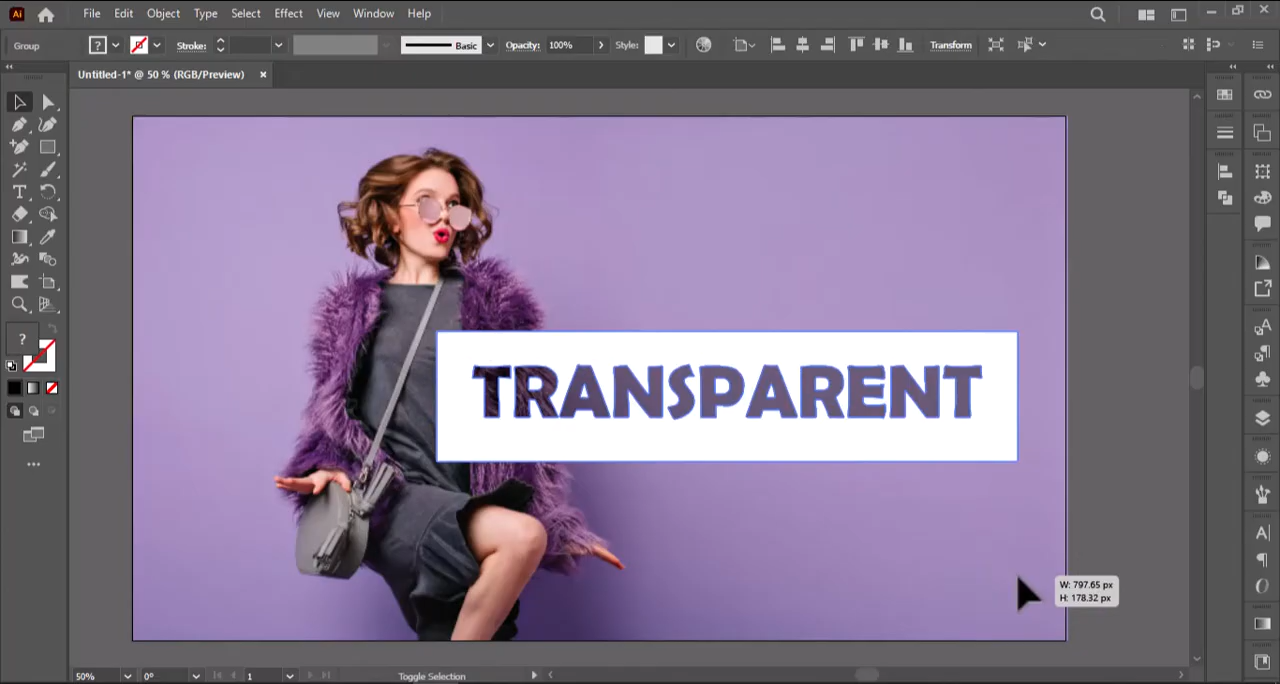 Ai File Edit Object Type Select Effect View Window Help
Group ? Stroke: Basic Opacity: 100% Style: Transform
Untitled-1* @ 50 % (RGB/Preview) ×
T
?
TRANSPARENT
W: 797.65 px
H: 178.32 px
A
50% 0° 1 Toggle Selection